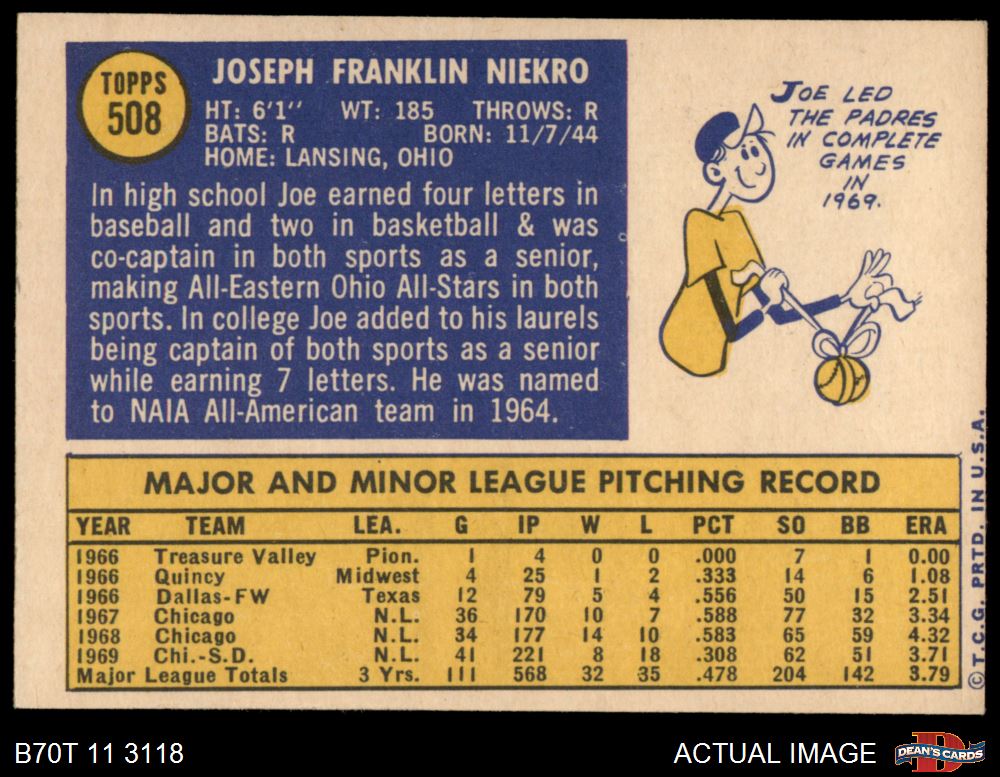 TOPPS
508
JOSEPH FRANKLIN NIEKRO
HT: 6'1" WT: 185 THROWS: R
BATS: R BORN: 11/7/44
HOME: LANSING, OHIO
In high school Joe earned four letters in
baseball and two in basketball & was
co-captain in both sports as a senior,
making All-Eastern Ohio All-Stars in both
sports. In college Joe added to his laurels
being captain of both sports as a senior
while earning 7 letters. He was named
to NAIA All-American team in 1964.
JOE LED
THE PADRES
IN COMPLETE
GAMES
IN
1969.
MAJOR AND MINOR LEAGUE PITCHING RECORD
YEAR TEAM LEA. G IP W L PCT SO BB ERA
1966 Treasure Valley Pion. 1 4 0 0 .000 7 1 0.00
1966 Quincy Midwest 4 25 1 2 .333 14 6 1.08
1966 Dallas-FW Texas 12 79 5 4 .556 50 15 2.51
1967 Chicago N.L. 36 170 10 7 .588 77 32 3.34
1968 Chicago N.L. 34 177 14 10 .583 65 59 4.32
1969 Chi.-S.D. N.L. 41 221 8 18 .308 62 51 3.71
Major League Totals 3 Yrs. 111 568 32 35 .478 204 142 3.79
©T.C.G. PRTD. IN U.S.A.
B70T 11 3118
ACTUAL IMAGE
D
DEAN'S CARDS